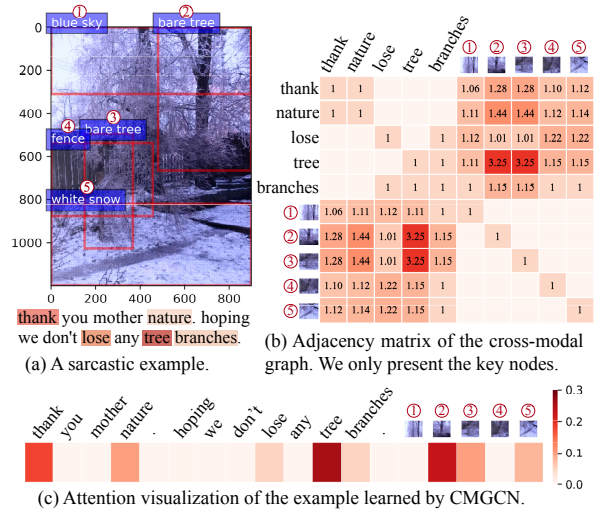 blue sky
①
bare tree
②
bare tree
③
fence
④
white snow
⑤
0
200
400
600
800
1000
0 200 400 600 800
thank you mother nature. hoping
we don't lose any tree branches.
(a) A sarcastic example.
thank nature lose tree branches ① ② ③ ④ ⑤
thank 1 1 1.06 1.28 1.28 1.10 1.12
nature 1 1 1.11 1.44 1.44 1.12 1.14
lose 1 1 1.12 1.01 1.01 1.22 1.22
tree 1 1 1.11 3.25 3.25 1.15 1.15
branches 1 1 1 1 1.15 1.15 1 1
① 1.06 1.11 1.12 1.11 1 1
② 1.28 1.44 1.01 3.25 1.15 1
③ 1.28 1.44 1.01 3.25 1.15 1
④ 1.10 1.12 1.22 1.15 1 1
⑤ 1.12 1.14 1.22 1.15 1 1
(b) Adjacency matrix of the cross-modal
graph. We only present the key nodes.
thank you mother nature . hoping we don't lose any tree branches . ① ② ③ ④ ⑤
0.3
0.2
0.1
0.0
(c) Attention visualization of the example learned by CMGCN.